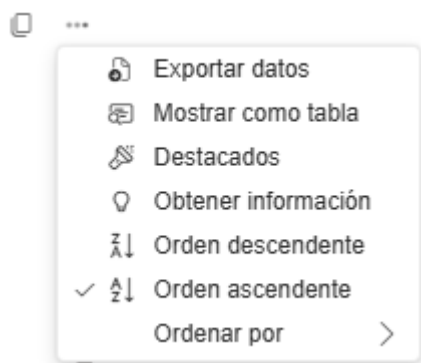 Exportar datos
Mostrar como tabla
Destacados
Obtener información
Orden descendente
Orden ascendente
Ordenar por